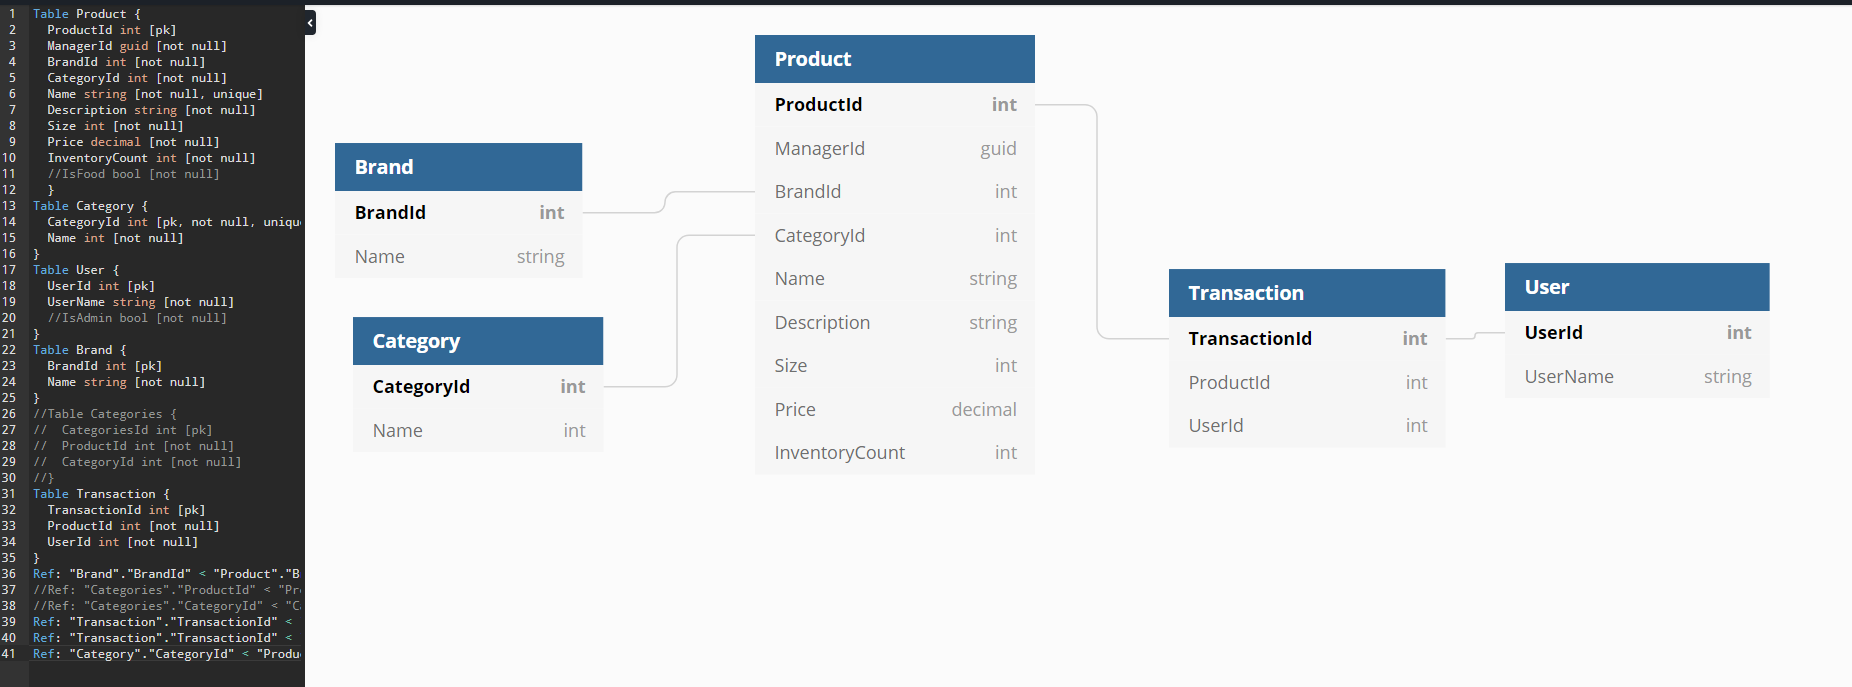 1 Table Product {
2 ProductId int [pk]
3 ManagerId guid [not null]
4 BrandId int [not null]
5 CategoryId int [not null]
6 Name string [not null, unique]
7 Description string [not null]
8 Size int [not null]
9 Price decimal [not null]
10 InventoryCount int [not null]
11 //IsFood bool [not null]
12 }
13 Table Category {
14 CategoryId int [pk, not null, uniqu
15 Name int [not null]
16 }
17 Table User {
18 UserId int [pk]
19 UserName string [not null]
20 //IsAdmin bool [not null]
21 }
22 Table Brand {
23 BrandId int [pk]
24 Name string [not null]
25 }
26 //Table Categories {
27 // CategoriesId int [pk]
28 // ProductId int [not null]
29 // CategoryId int [not null]
30 //}
31 Table Transaction {
32 TransactionId int [pk]
33 ProductId int [not null]
34 UserId int [not null]
35 }
36 Ref: "Brand"."BrandId" < "Product"."B
37 //Ref: "Categories"."ProductId" < "Pr
38 //Ref: "Categories"."CategoryId" < "C
39 Ref: "Transaction"."TransactionId" <
40 Ref: "Transaction"."TransactionId" <
41 Ref: "Category"."CategoryId" < "Produ
Brand
BrandId int
Name string
Category
CategoryId int
Name int
Product
ProductId int
ManagerId guid
BrandId int
CategoryId int
Name string
Description string
Size int
Price decimal
InventoryCount int
Transaction
TransactionId int
ProductId int
UserId int
User
UserId int
UserName string